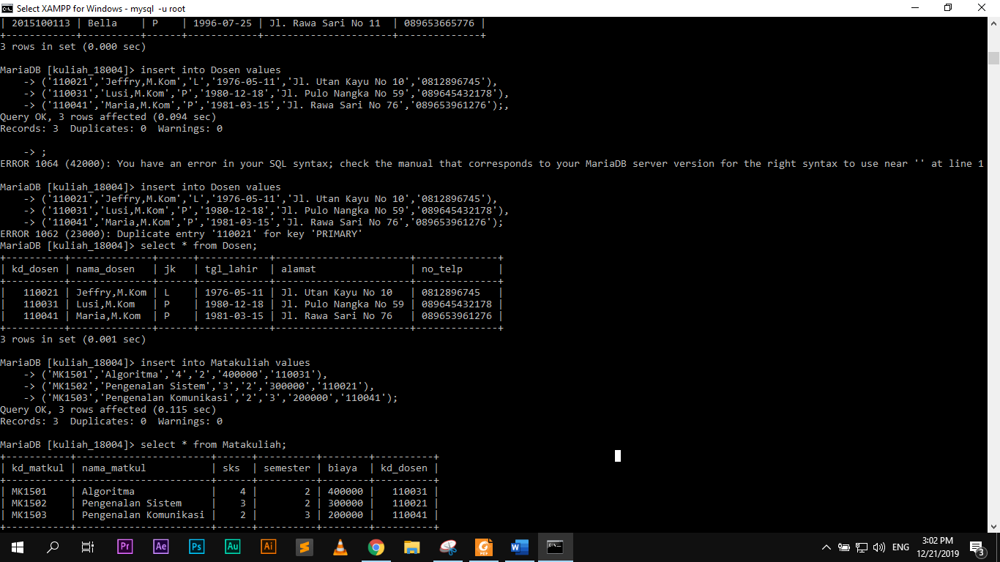 Select XAMPP for Windows - mysql  -u root
| 2015100113 | Bella    | P    | 1996-07-25 | Jl. Rawa Sari No 11  | 089653665776 |
+------------+----------+------+------------+----------------------+--------------+
3 rows in set (0.000 sec)

MariaDB [kuliah_18004]> insert into Dosen values
    -> ('110021','Jeffry,M.Kom','L','1976-05-11','Jl. Utan Kayu No 10','0812896745'),
    -> ('110031','Lusi,M.Kom','P','1980-12-18','Jl. Pulo Nangka No 59','089645432178'),
    -> ('110041','Maria,M.Kom','P','1981-03-15','Jl. Rawa Sari No 76','089653961276');,
Query OK, 3 rows affected (0.094 sec)
Records: 3  Duplicates: 0  Warnings: 0

    -> ;
ERROR 1064 (42000): You have an error in your SQL syntax; check the manual that corresponds to your MariaDB server version for the right syntax to use near '' at line 1

MariaDB [kuliah_18004]> insert into Dosen values
    -> ('110021','Jeffry,M.Kom','L','1976-05-11','Jl. Utan Kayu No 10','0812896745'),
    -> ('110031','Lusi,M.Kom','P','1980-12-18','Jl. Pulo Nangka No 59','089645432178'),
    -> ('110041','Maria,M.Kom','P','1981-03-15','Jl. Rawa Sari No 76','089653961276');
ERROR 1062 (23000): Duplicate entry '110021' for key 'PRIMARY'
MariaDB [kuliah_18004]> select * from Dosen;
+----------+--------------+------+------------+-----------------------+--------------+
| kd_dosen | nama_dosen   | jk   | tgl_lahir  | alamat                | no_telp      |
+----------+--------------+------+------------+-----------------------+--------------+
|   110021 | Jeffry,M.Kom | L    | 1976-05-11 | Jl. Utan Kayu No 10   | 0812896745   |
|   110031 | Lusi,M.Kom   | P    | 1980-12-18 | Jl. Pulo Nangka No 59 | 089645432178 |
|   110041 | Maria,M.Kom  | P    | 1981-03-15 | Jl. Rawa Sari No 76   | 089653961276 |
+----------+--------------+------+------------+-----------------------+--------------+
3 rows in set (0.001 sec)

MariaDB [kuliah_18004]> insert into Matakuliah values
    -> ('MK1501','Algoritma','4','2','400000','110031'),
    -> ('MK1502','Pengenalan Sistem','3','2','300000','110021'),
    -> ('MK1503','Pengenalan Komunikasi','2','3','200000','110041');
Query OK, 3 rows affected (0.115 sec)
Records: 3  Duplicates: 0  Warnings: 0

MariaDB [kuliah_18004]> select * from Matakuliah;
+-----------+-----------------------+------+----------+--------+----------+
| kd_matkul | nama_matkul           | sks  | semester | biaya  | kd_dosen |
+-----------+-----------------------+------+----------+--------+----------+
| MK1501    | Algoritma             |    4 |        2 | 400000 |   110031 |
| MK1502    | Pengenalan Sistem     |    3 |        2 | 300000 |   110021 |
| MK1503    | Pengenalan Komunikasi |    2 |        3 | 200000 |   110041 |
+-----------+-----------------------+------+----------+--------+----------+
Pr Ae Ps Au Ai PDF ENG
3:02 PM
12/21/2019
3